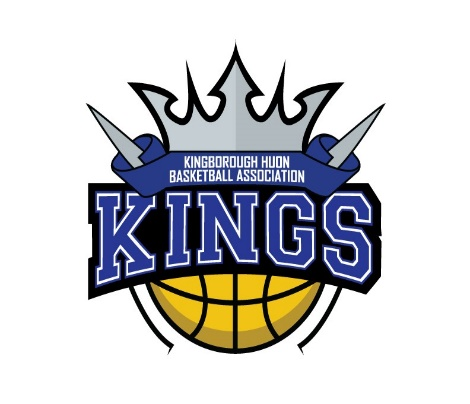 KINGBOROUGH HUON
BASKETBALL ASSOCIATION
KINGS